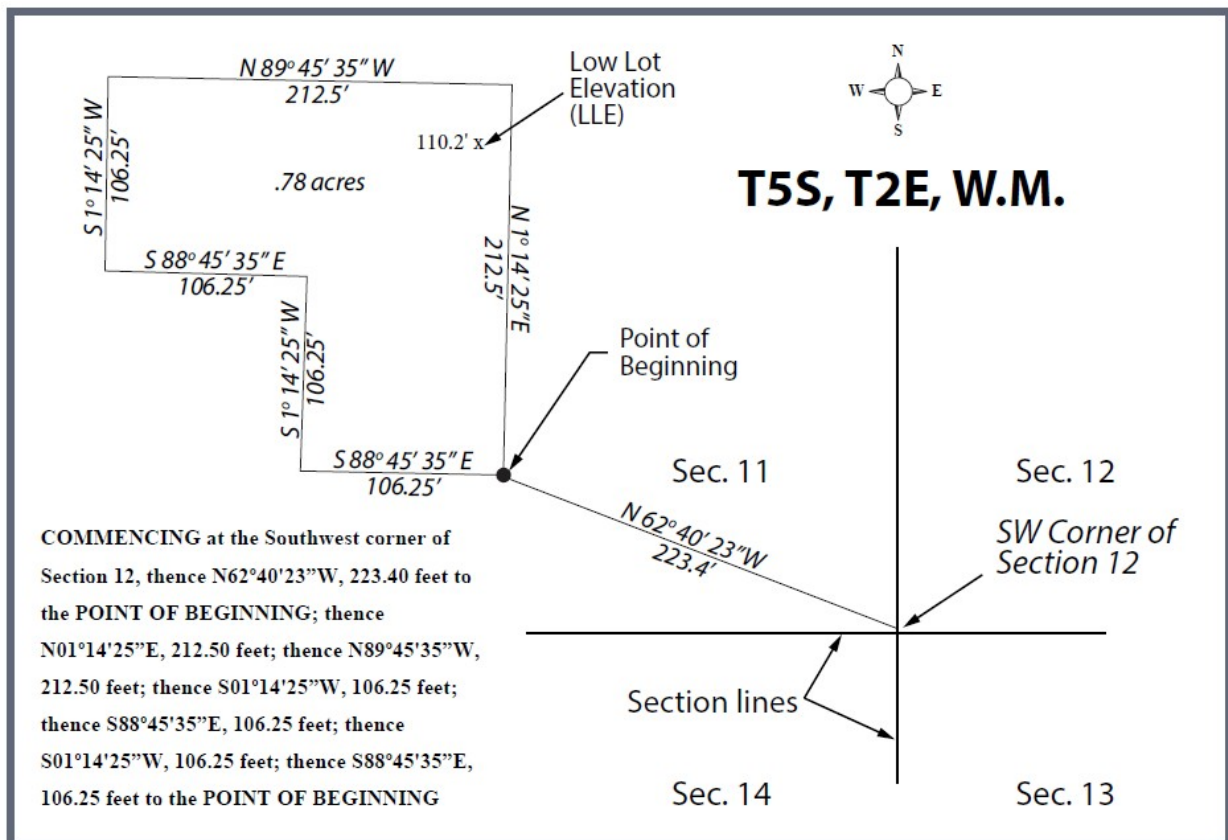 N 89° 45' 35" W
212.5'
Low Lot
Elevation
(LLE)
N
W
E
S
110.2' x
S 1° 14' 25" W
106.25'
.78 acres
T5S, T2E, W.M.
N 1° 14' 25"E
212.5'
S 88° 45' 35" E
106.25'
S 1° 14' 25" W
106.25'
Point of
Beginning
S 88° 45' 35" E
106.25'
Sec. 11
Sec. 12
N 62° 40' 23"W
223.4'
SW Corner of
Section 12
COMMENCING at the Southwest corner of
Section 12, thence N62°40'23”W, 223.40 feet to
the POINT OF BEGINNING; thence
N01°14'25”E, 212.50 feet; thence N89°45'35”W,
212.50 feet; thence S01°14'25”W, 106.25 feet;
thence S88°45'35”E, 106.25 feet; thence
S01°14'25”W, 106.25 feet; thence S88°45'35”E,
106.25 feet to the POINT OF BEGINNING
Section lines
Sec. 14
Sec. 13